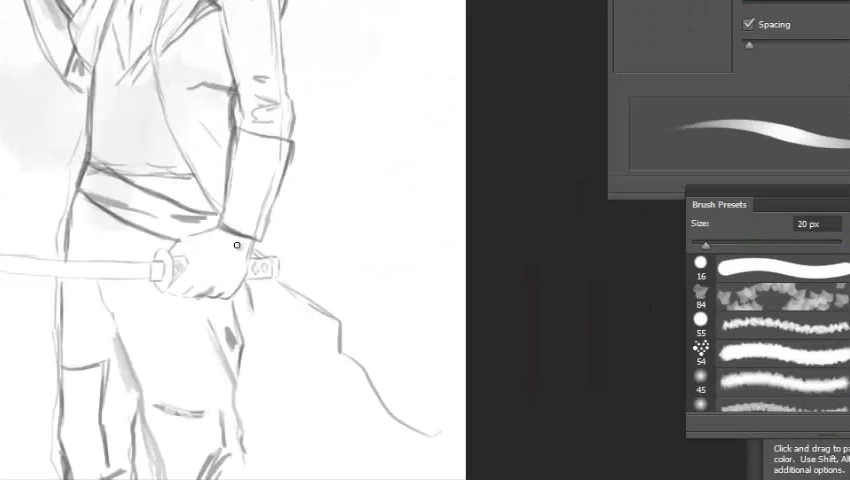 Spacing
Brush Presets
Size:
20 px
16
84
55
54
45
Click and drag to
color. Use Shift,
additional options.